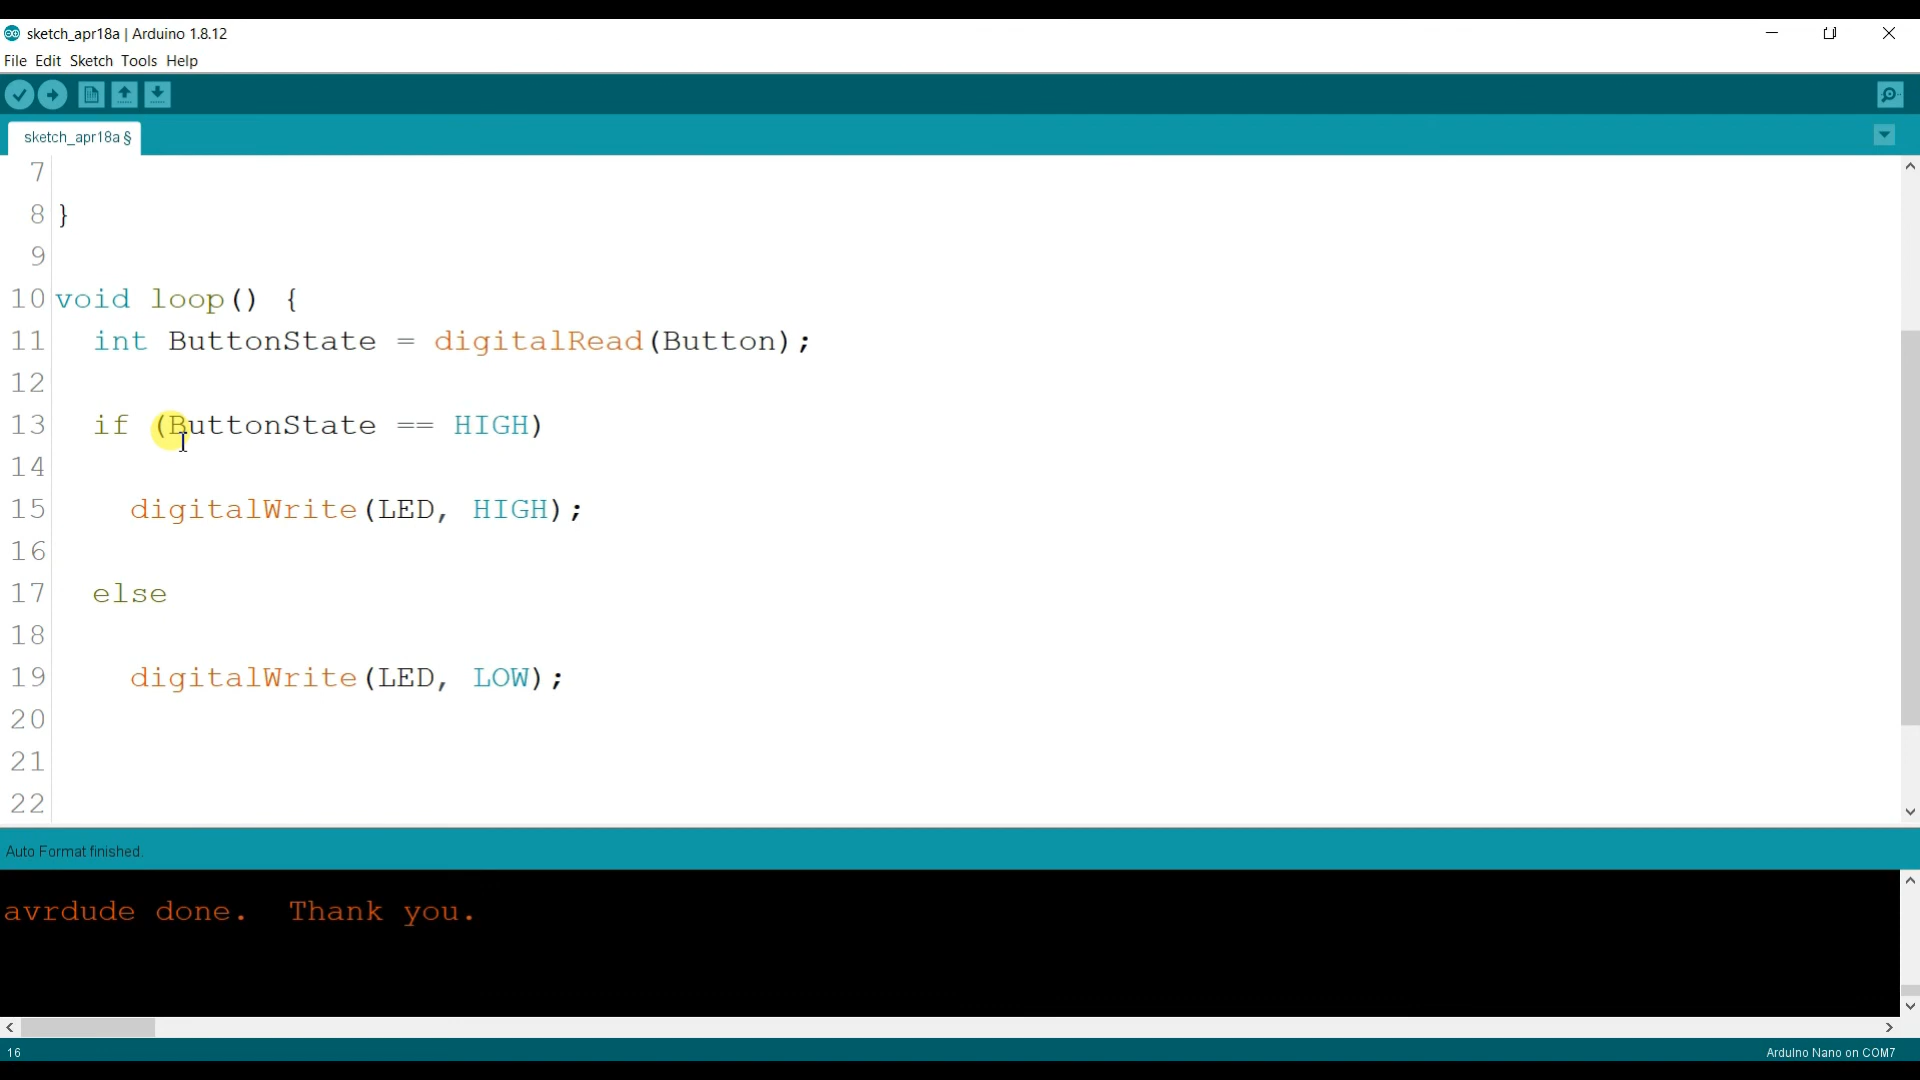 sketch_apr18a | Arduino 1.8.12
File Edit Sketch Tools Help
sketch_apr18a §
7
8 }
9
10 void loop() {
11 int ButtonState = digitalRead(Button);
12
13 if (ButtonState == HIGH)
14
15 digitalWrite(LED, HIGH);
16
17 else
18
19 digitalWrite(LED, LOW);
20
21
22
Auto Format finished.
avrdude done. Thank you.
16 Arduino Nano on COM7